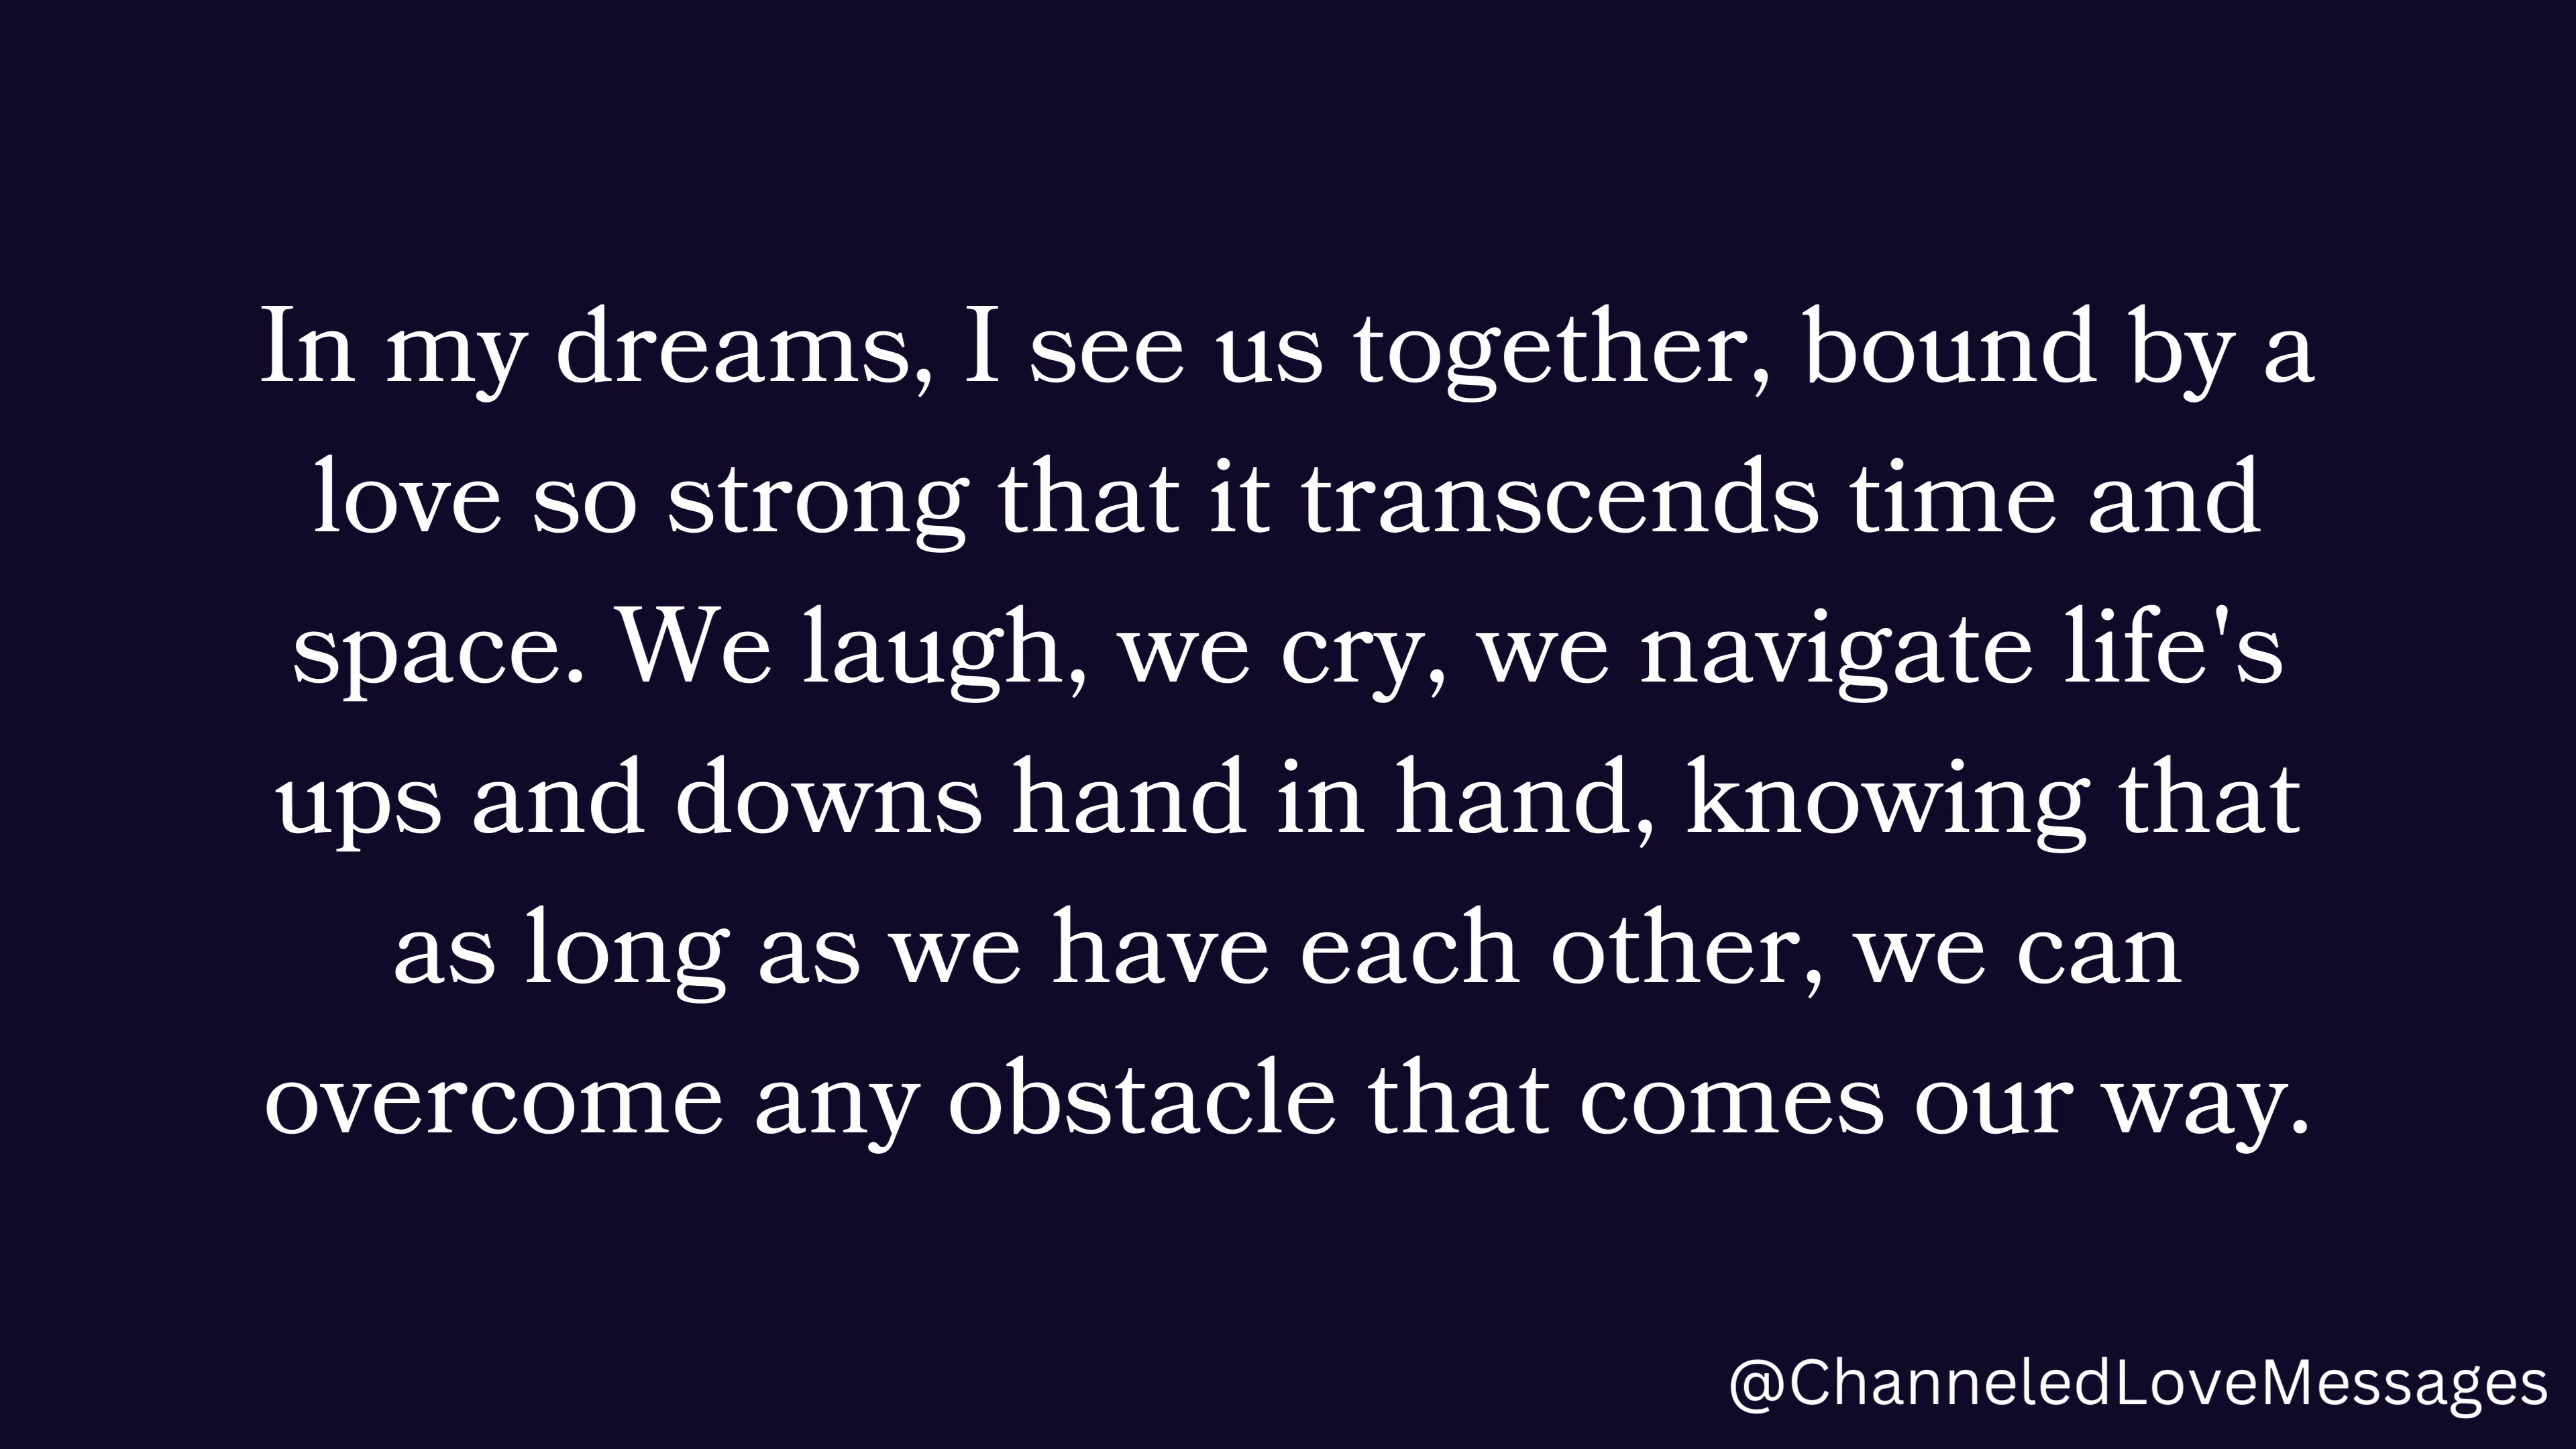 In my dreams, I see us together, bound by a
love so strong that it transcends time and
space. We laugh, we cry, we navigate life's
ups and downs hand in hand, knowing that
as long as we have each other, we can
overcome any obstacle that comes our way.
@ChanneledLoveMessages